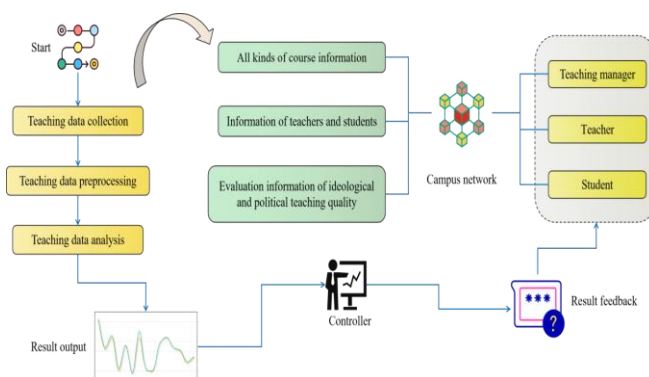 Start
Teaching data collection
Teaching data preprocessing
Teaching data analysis
Result output
All kinds of course information
Information of teachers and students
Evaluation information of ideological
and political teaching quality
Campus network
Teaching manager
Teacher
Student
Controller
***
?
Result feedback